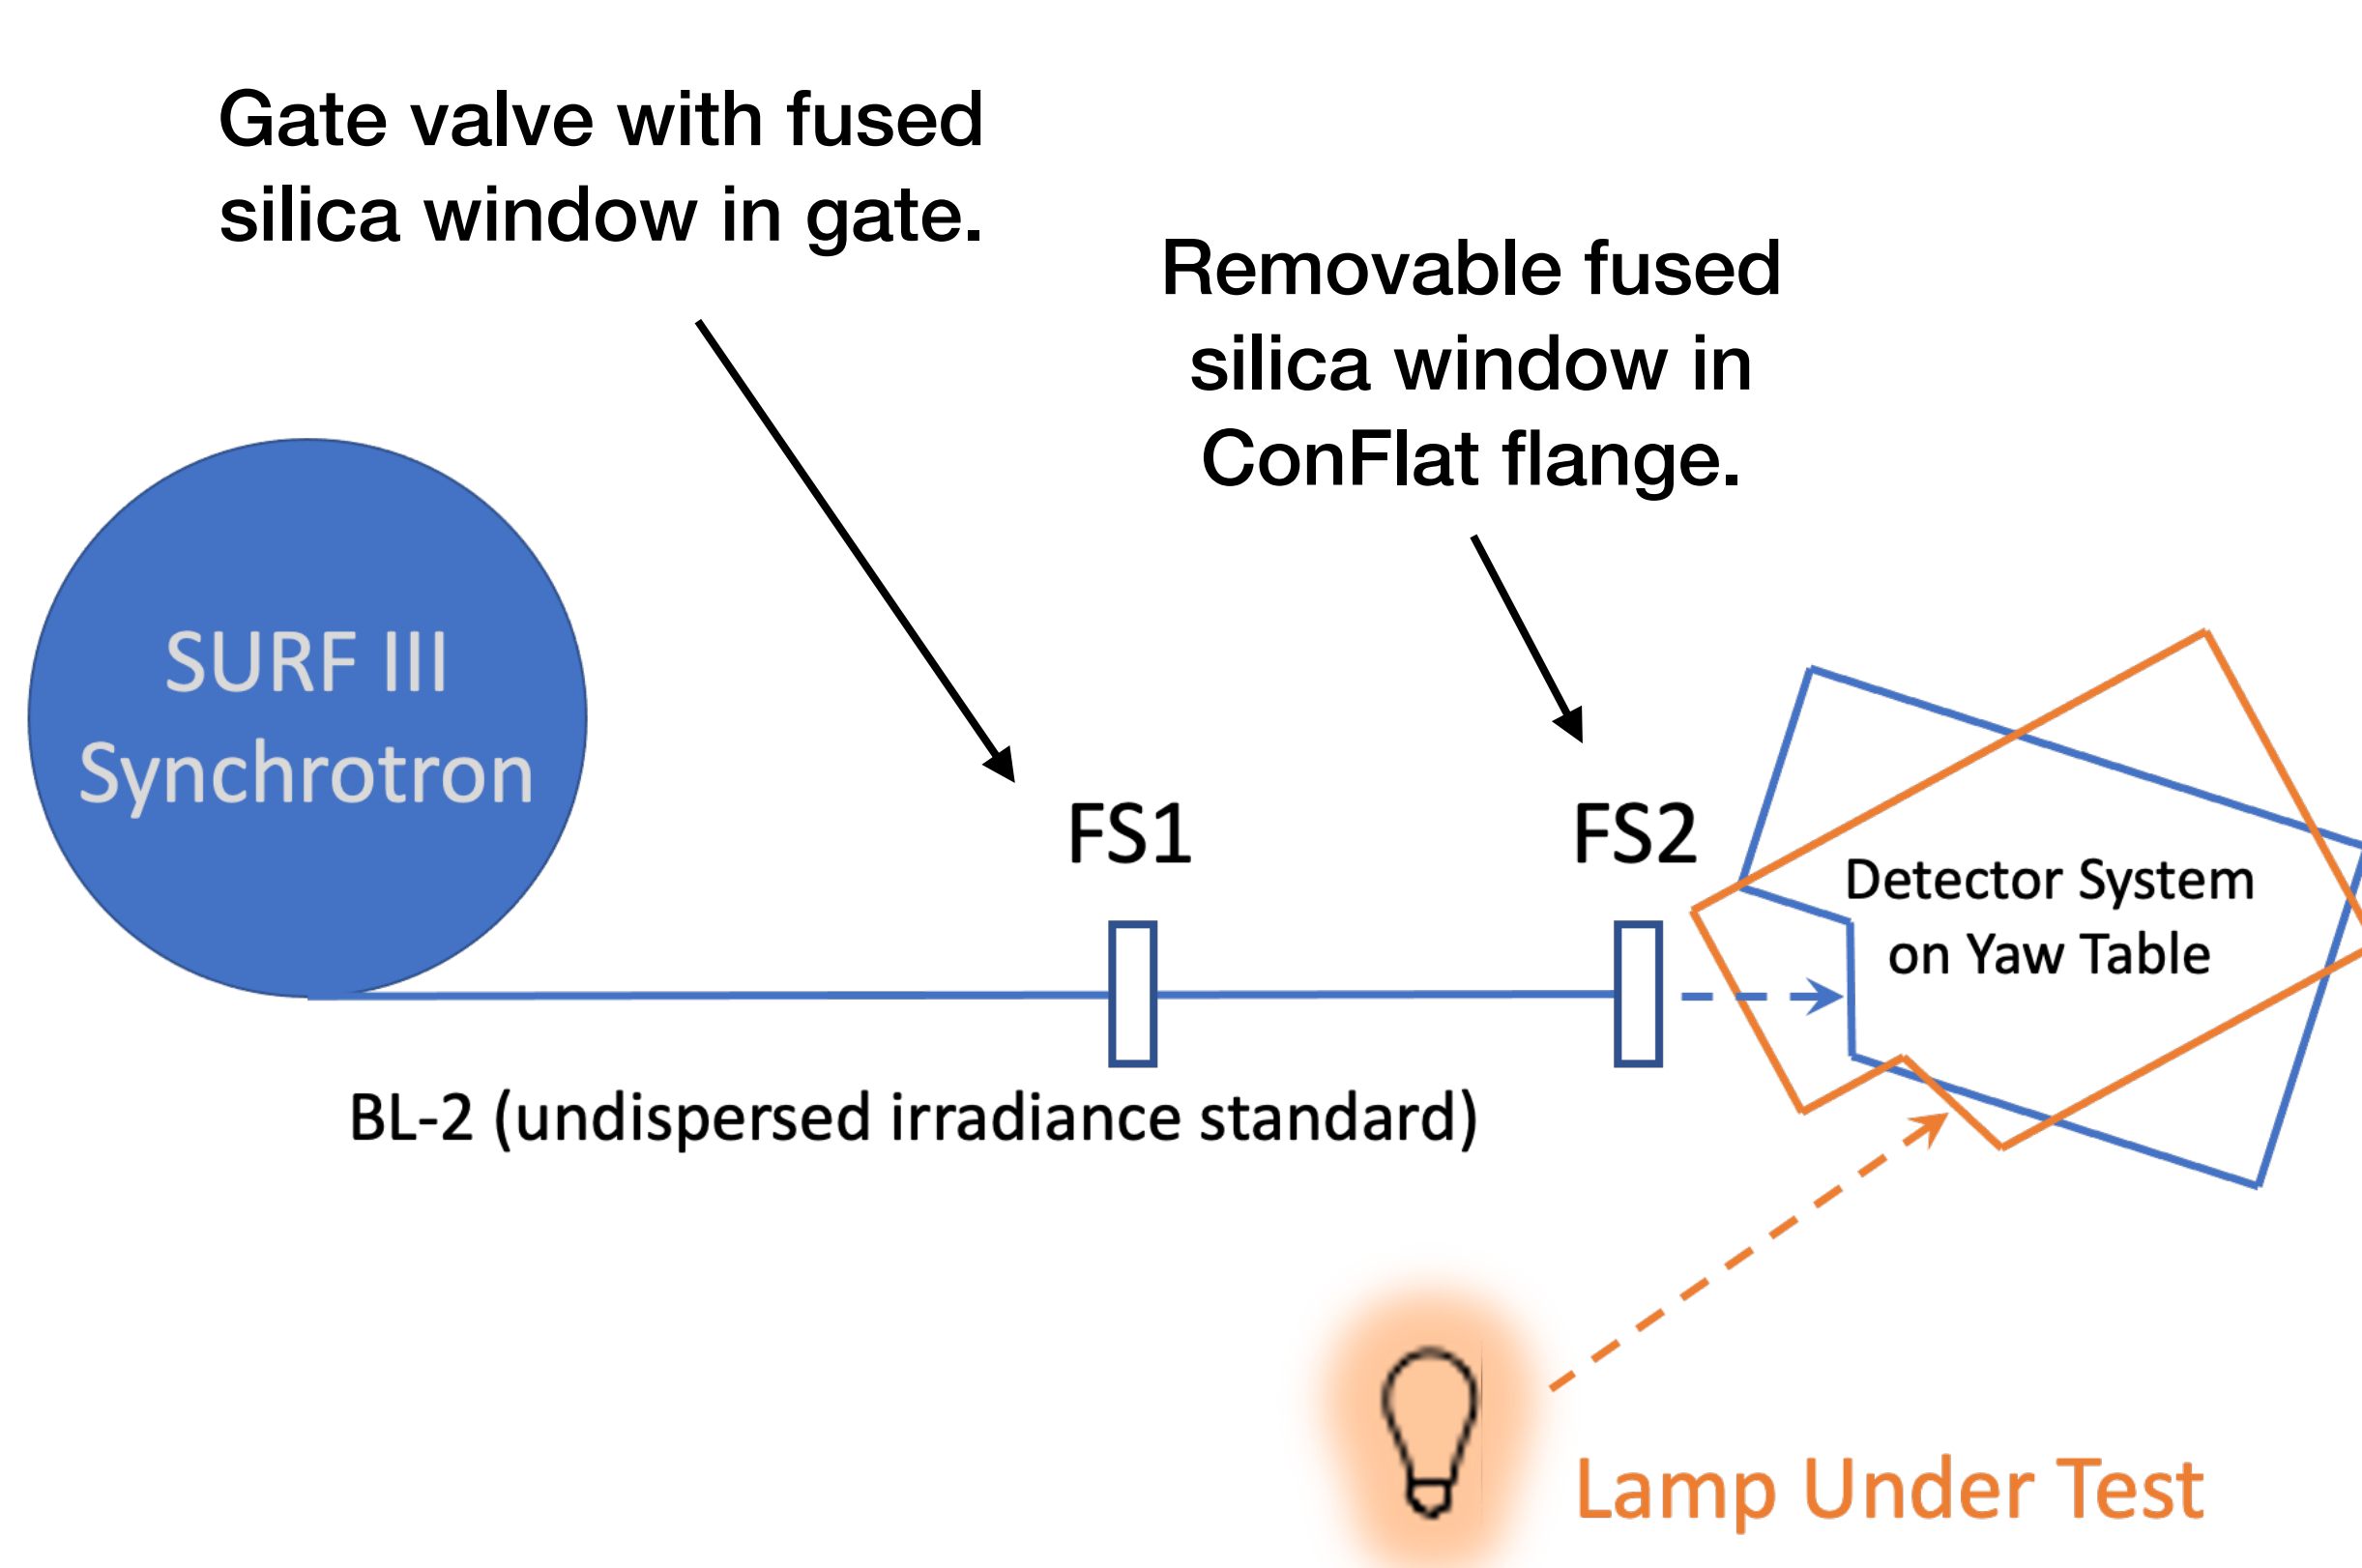 Gate valve with fused
silica window in gate.
Removable fused
silica window in
ConFlat flange.
SURF III
Synchrotron
FS1
FS2
Detector System
on Yaw Table
BL-2 (undispersed irradiance standard)
Lamp Under Test